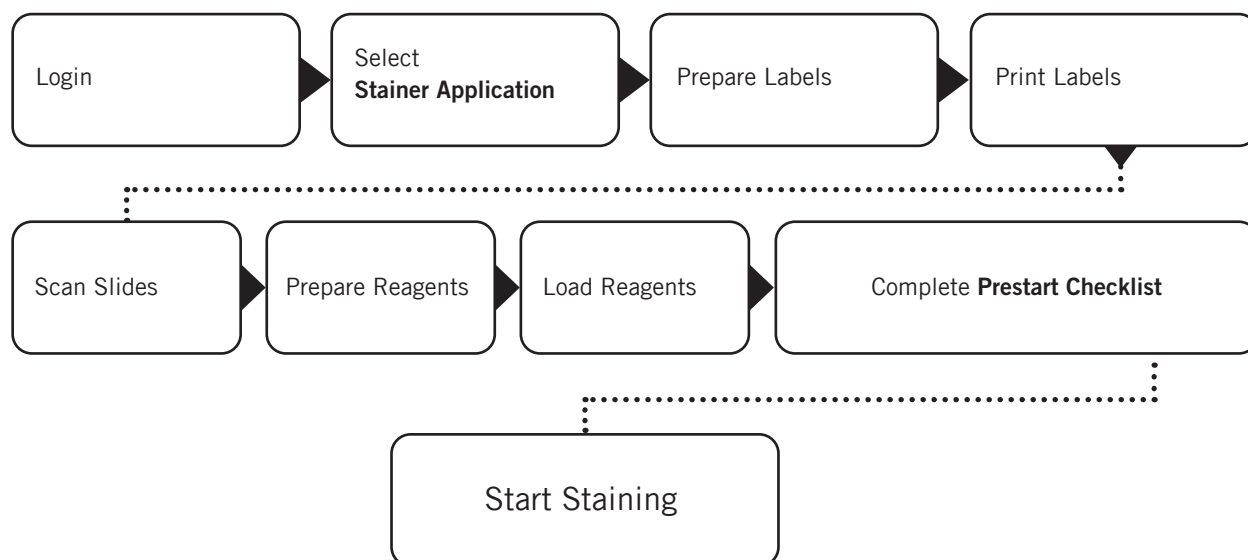 Login
Select
Stainer Application
Prepare Labels
Print Labels
Scan Slides
Prepare Reagents
Load Reagents
Complete Prestart Checklist
Start Staining